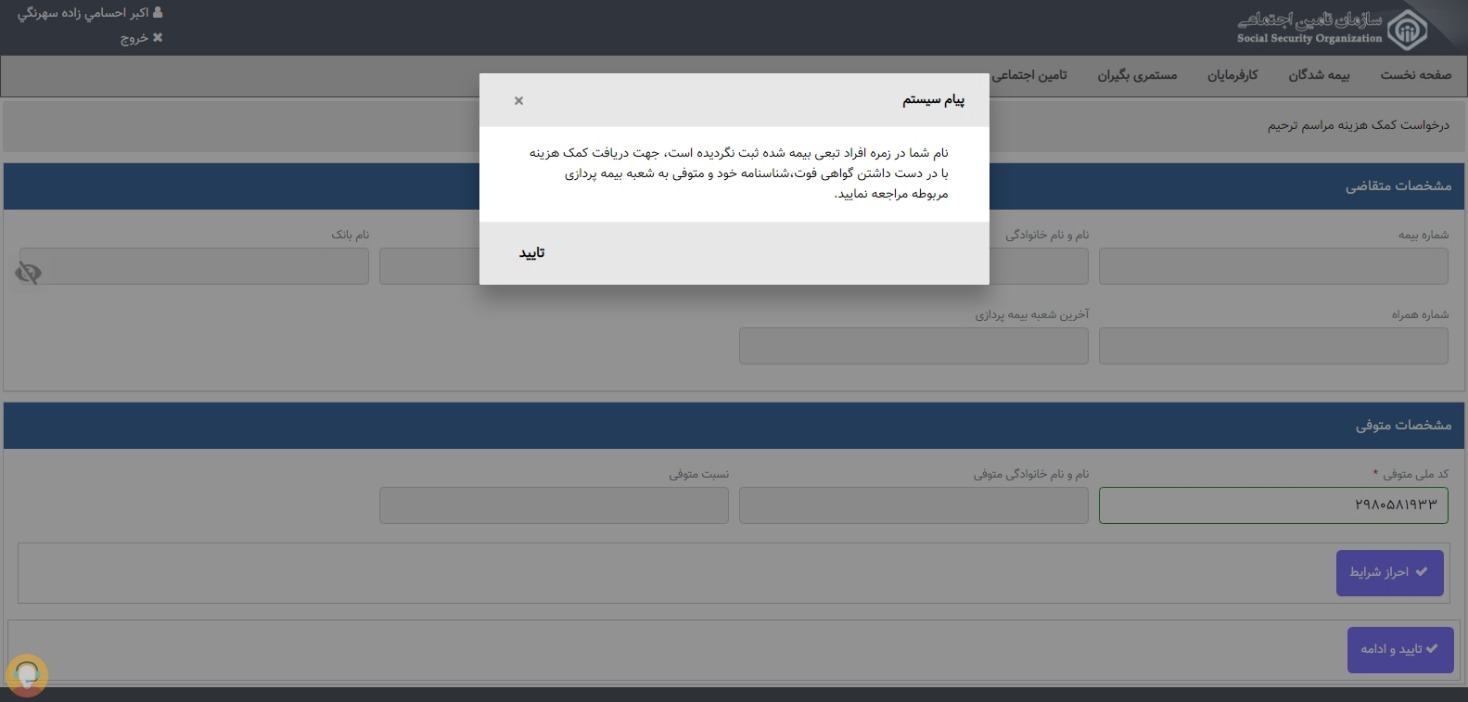 اکبر احسامي زاده سهرنگي
خروج
سازمان تامین اجتماعی
Social Security Organization
صفحه نخست
بیمه شدگان
کارفرمایان
مستمری بگیران
تامین اجتماعی
درخواست کمک هزینه مراسم ترحیم
پیام سیستم
×
نام شما در زمره افراد تبعی بیمه شده ثبت نگردیده است، جهت دریافت کمک هزینه
با در دست داشتن گواهی فوت،شناسنامه خود و متوفی به شعبه بیمه پردازی
مربوطه مراجعه نمایید.
تایید
مشخصات متقاضی
شماره بیمه
نام و نام خانوادگی
نام بانک
شماره همراه
آخرین شعبه بیمه پردازی
مشخصات متوفی
کد ملی متوفی *
نام و نام خانوادگی متوفی
نسبت متوفی
۲۹۸۰۵۸۱۹۳۳
احراز شرایط
تایید و ادامه